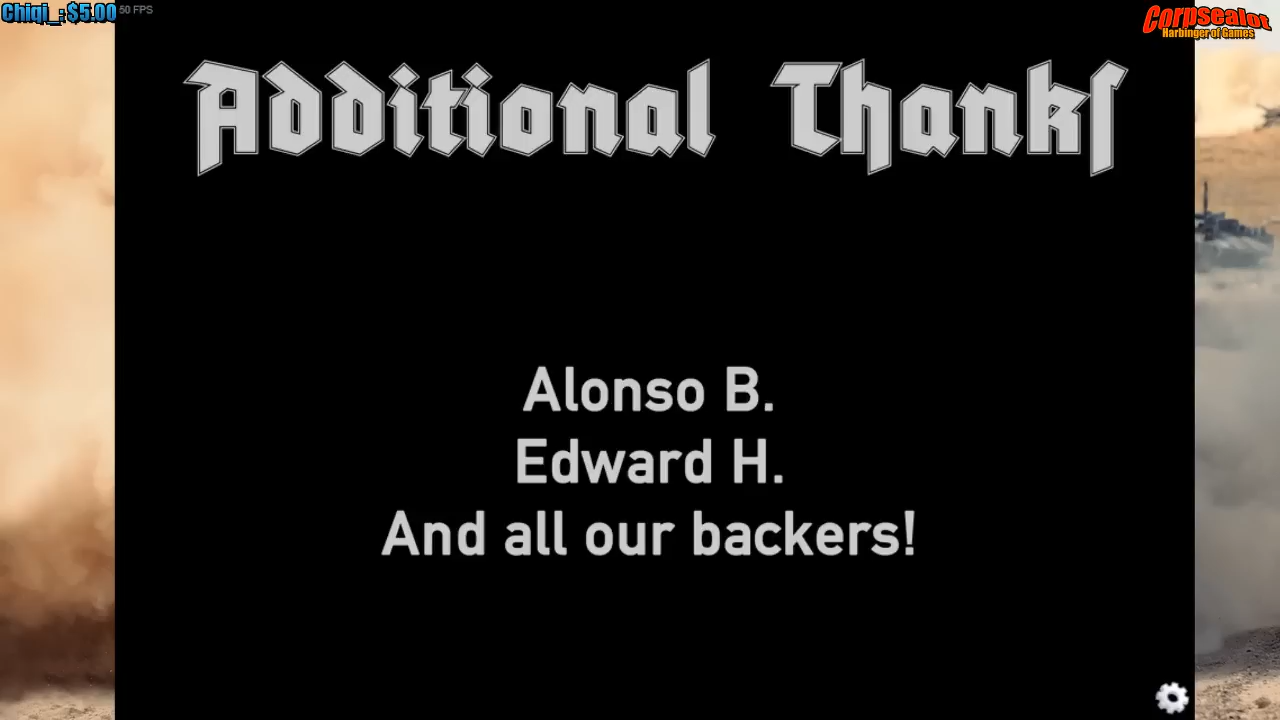 Chiqi_: $5.00
50 FPS
Corpsealot
Harbinger of Games
Additional Thanks
Alonso B.
Edward H.
And all our backers!